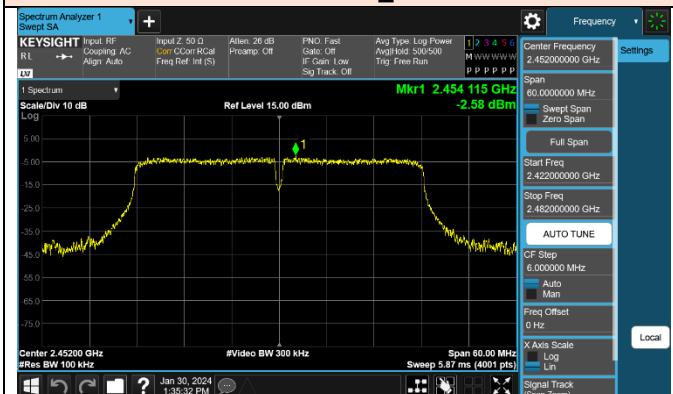 Spectrum Analyzer 1
Swept SA
Frequency
KEYSIGHT
RL
LXI
Input: RF
Coupling: AC
Align: Auto
Input Z: 50 Ω
Corr CCorr RCal
Freq Ref: Int (S)
Atten: 26 dB
Preamp: Off
PNO: Fast
Gate: Off
IF Gain: Low
Sig Track: Off
Avg Type: Log-Power
Avg|Hold: 500/500
Trig: Free Run
1 2 3 4 5 6
M W W W W W
P P P P P P
1 Spectrum
Scale/Div 10 dB
Log
Ref Level 15.00 dBm
Mkr1 2.454 115 GHz
-2.58 dBm
1
5.00
-5.00
-15.0
-25.0
-35.0
-45.0
-55.0
-65.0
-75.0
Center 2.45200 GHz
#Res BW 100 kHz
#Video BW 300 kHz
Span 60.00 MHz
Sweep 5.87 ms (4001 pts)
?
Jan 30, 2024
1:35:32 PM
Center Frequency
2.452000000 GHz
Span
60.0000000 MHz
Swept Span
Zero Span
Full Span
Start Freq
2.422000000 GHz
Stop Freq
2.482000000 GHz
AUTO TUNE
CF Step
6.000000 MHz
Auto
Man
Freq Offset
0 Hz
X Axis Scale
Log
Lin
Signal Track
Settings
Local